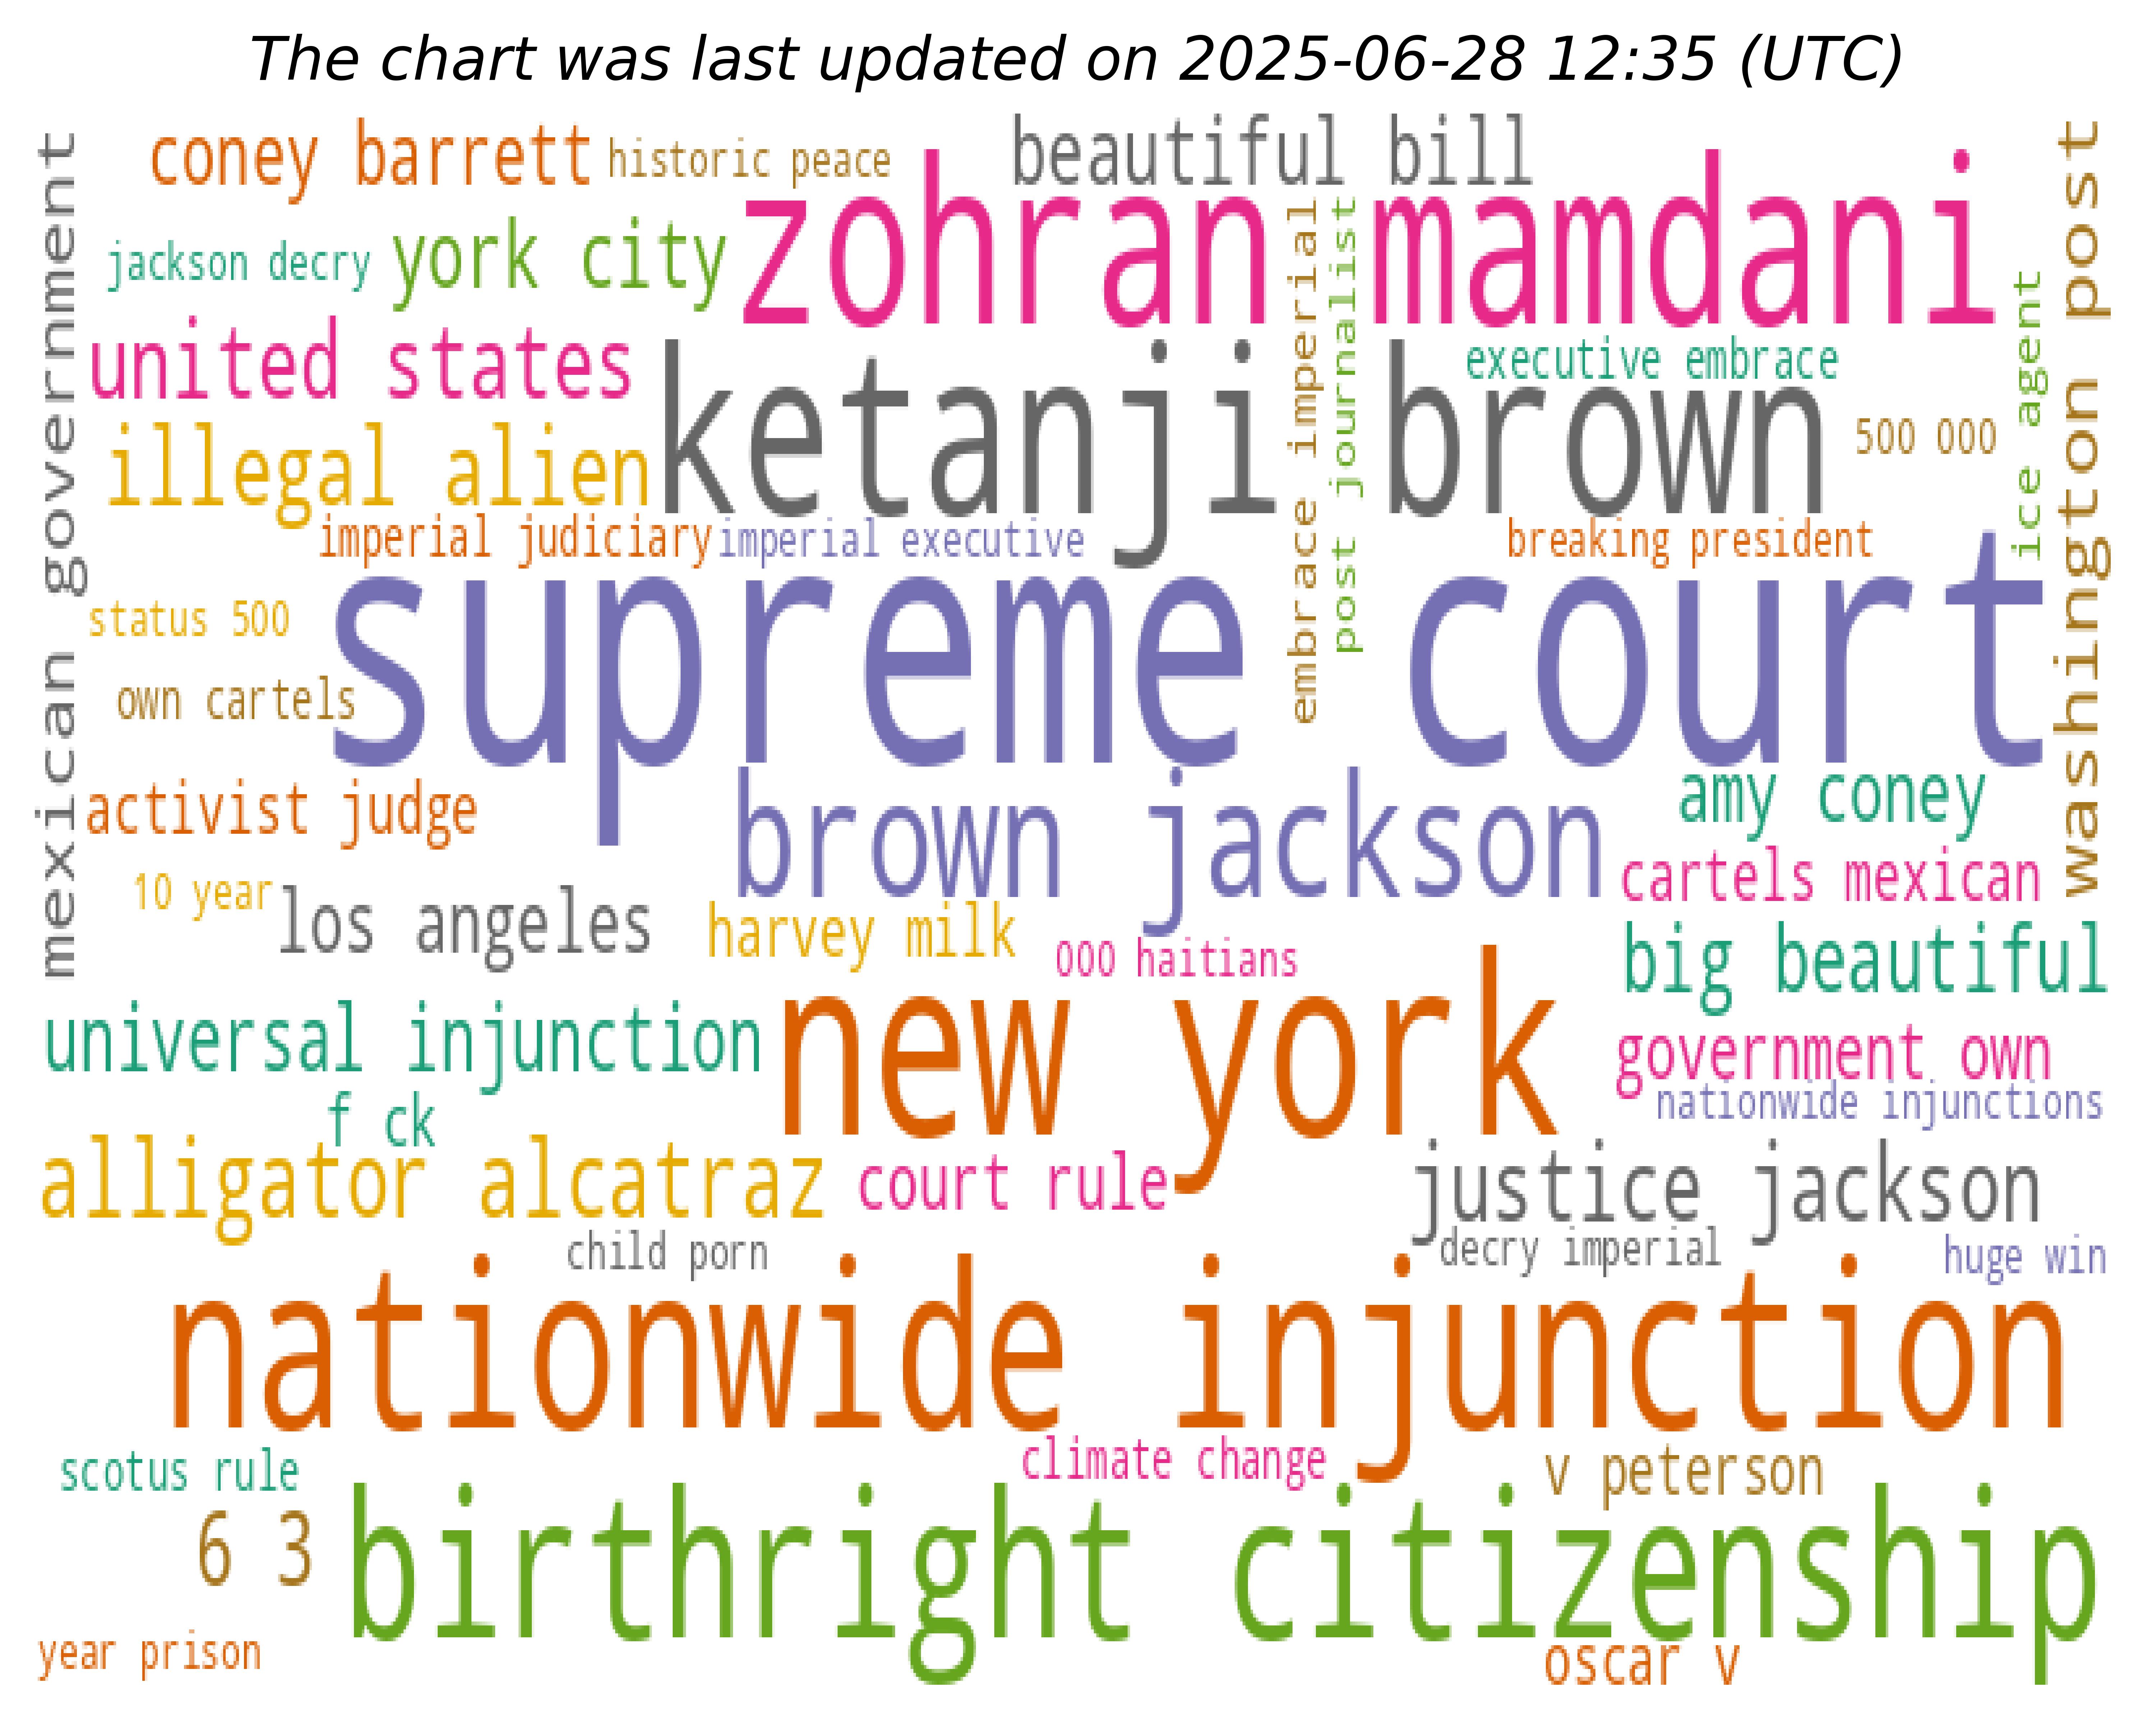 The chart was last updated on 2025-06-28 12:35 (UTC)
mexican government
coney barrett
historic peace
beautiful bill
washington post
zohran mamdani
jackson decry
york city
embrace imperial
post journalist
ice agent
united states
ketanji brown
executive embrace
illegal alien
500 000
imperial judiciary
imperial executive
breaking president
supreme court
status 500
own cartels
activist judge
brown jackson
amy coney
cartels mexican
10 year
los angeles
harvey milk
000 haitians
big beautiful
universal injunction
new york
government own
nationwide injunctions
f ck
alligator alcatraz
court rule
justice jackson
child porn
decry imperial
huge win
nationwide injunction
scotus rule
climate change
v peterson
6 3
birthright citizenship
year prison
oscar v